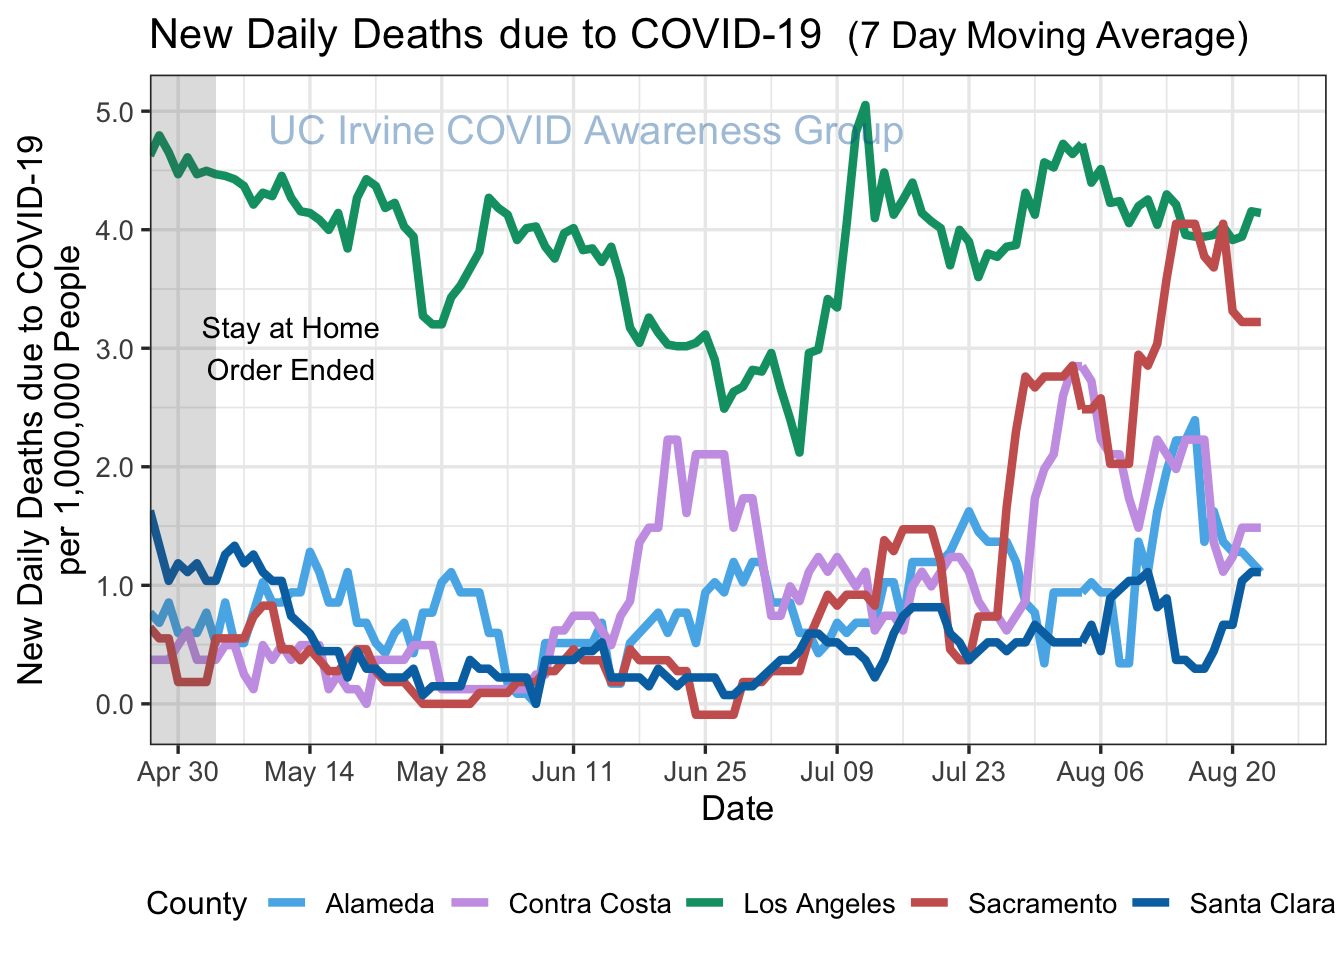 New Daily Deaths due to COVID-19 (7 Day Moving Average)
New Daily Deaths due to COVID-19
per 1,000,000 People
5.0
4.0
3.0
2.0
1.0
0.0
UC Irvine COVID Awareness Group
Stay at Home
Order Ended
Apr 30 May 14 May 28 Jun 11 Jun 25 Jul 09 Jul 23 Aug 06 Aug 20
Date
County Alameda Contra Costa Los Angeles Sacramento Santa Clara